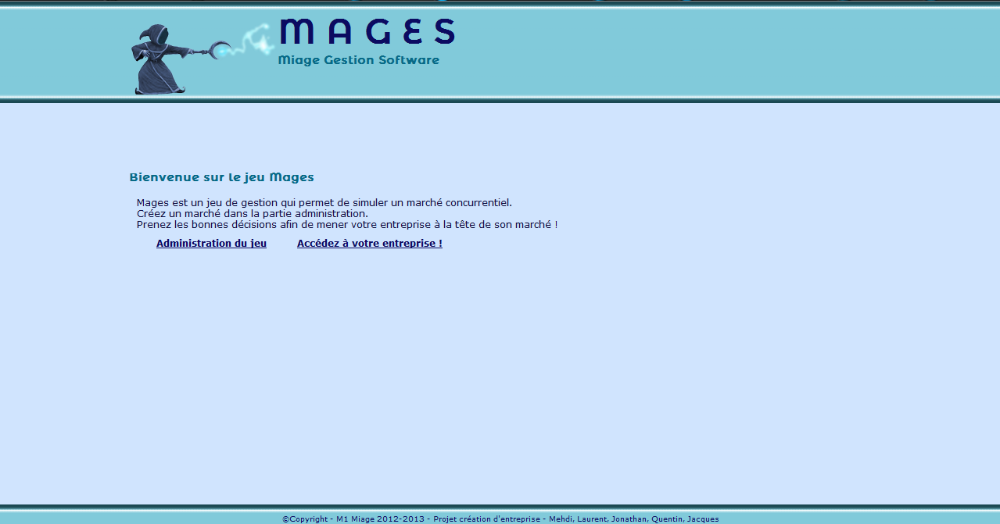 MAGES
Miage Gestion Software
Bienvenue sur le jeu Mages
Mages est un jeu de gestion qui permet de simuler un marché concurrentiel.
Créez un marché dans la partie administration.
Prenez les bonnes décisions afin de mener votre entreprise à la tête de son marché !
Administration du jeu Accédez à votre entreprise !
©Copyright - M1 Miage 2012-2013 - Projet création d'entreprise - Mehdi, Laurent, Jonathan, Quentin, Jacques